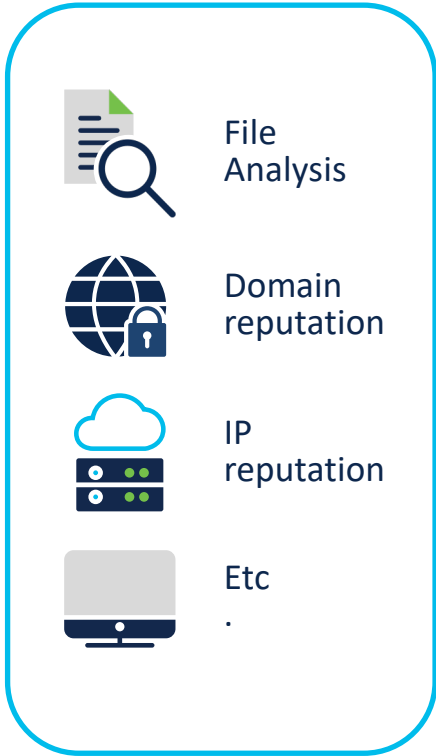 File
Analysis
Domain
reputation
IP
reputation
Etc
.